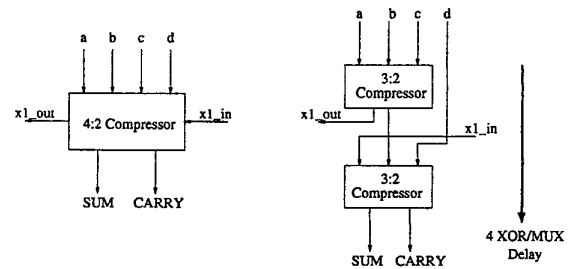 a b c d
x1_out
4:2 Compressor
x1_in
SUM CARRY
a b c d
3:2
Compressor
x1_out
x1_in
3:2
Compressor
SUM CARRY
4 XOR/MUX
Delay